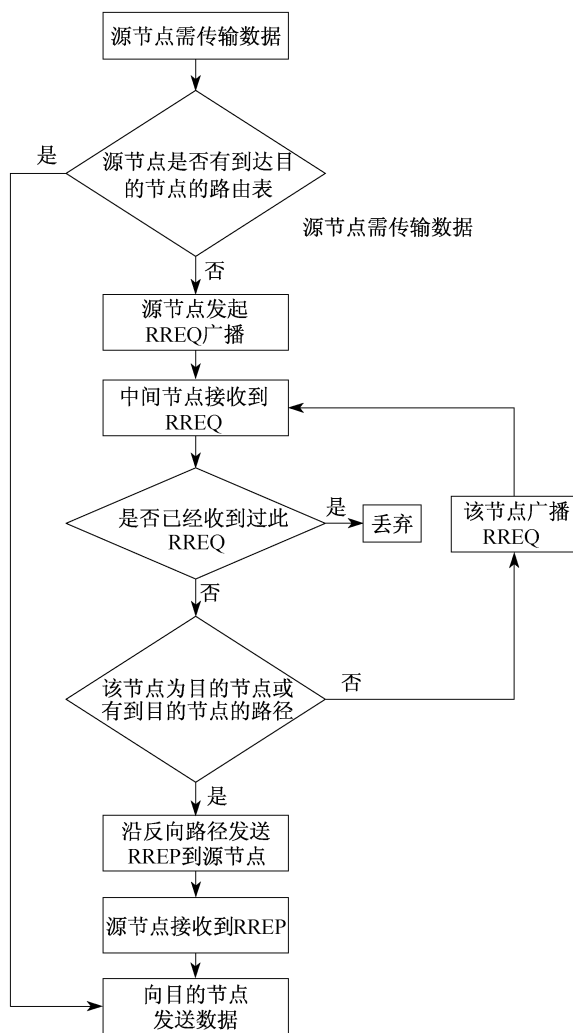 源节点需传输数据
是
源节点是否有到达目
的节点的路由表
源节点需传输数据
否
源节点发起
RREQ广播
中间节点接收到
RREQ
是否已经收到过此
RREQ
是
丢弃
该节点广播
RREQ
否
该节点为目的节点或
有到目的节点的路径
否
是
沿反向路径发送
RREP到源节点
源节点接收到RREP
向目的节点
发送数据